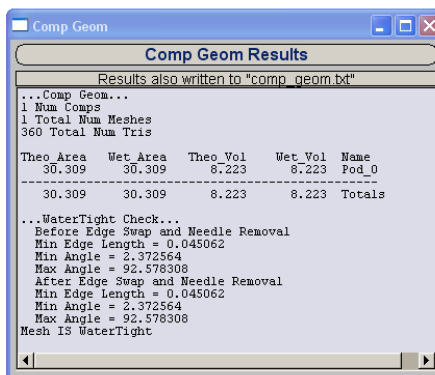 Comp Geom
Comp Geom Results
Results also written to "comp_geom.txt"
...Comp Geom...
1 Num Comps
1 Total Num Meshes
360 Total Num Tris
Theo_Area Wet_Area Theo_Vol Wet_Vol Name
30.309 30.309 8.223 8.223 Pod_0
------------------------------------------------
30.309 30.309 8.223 8.223 Totals
...WaterTight Check...
Before Edge Swap and Needle Removal
Min Edge Length = 0.045062
Min Angle = 2.372564
Max Angle = 92.578308
After Edge Swap and Needle Removal
Min Edge Length = 0.045062
Min Angle = 2.372564
Max Angle = 92.578308
Mesh IS WaterTight